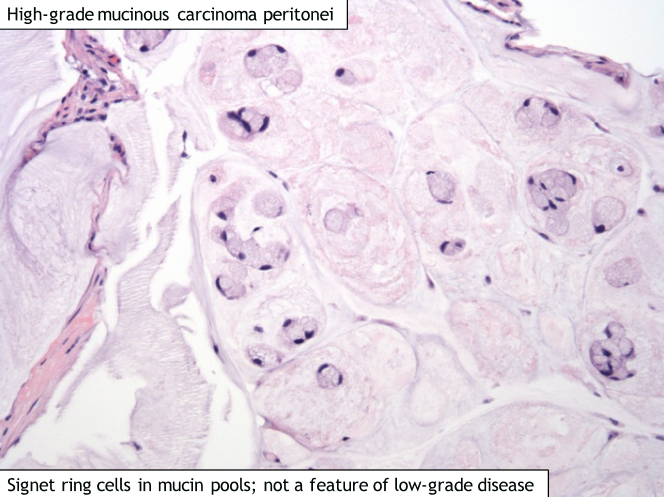 High-grade mucinous carcinoma peritonei
Signet ring cells in mucin pools; not a feature of low-grade disease